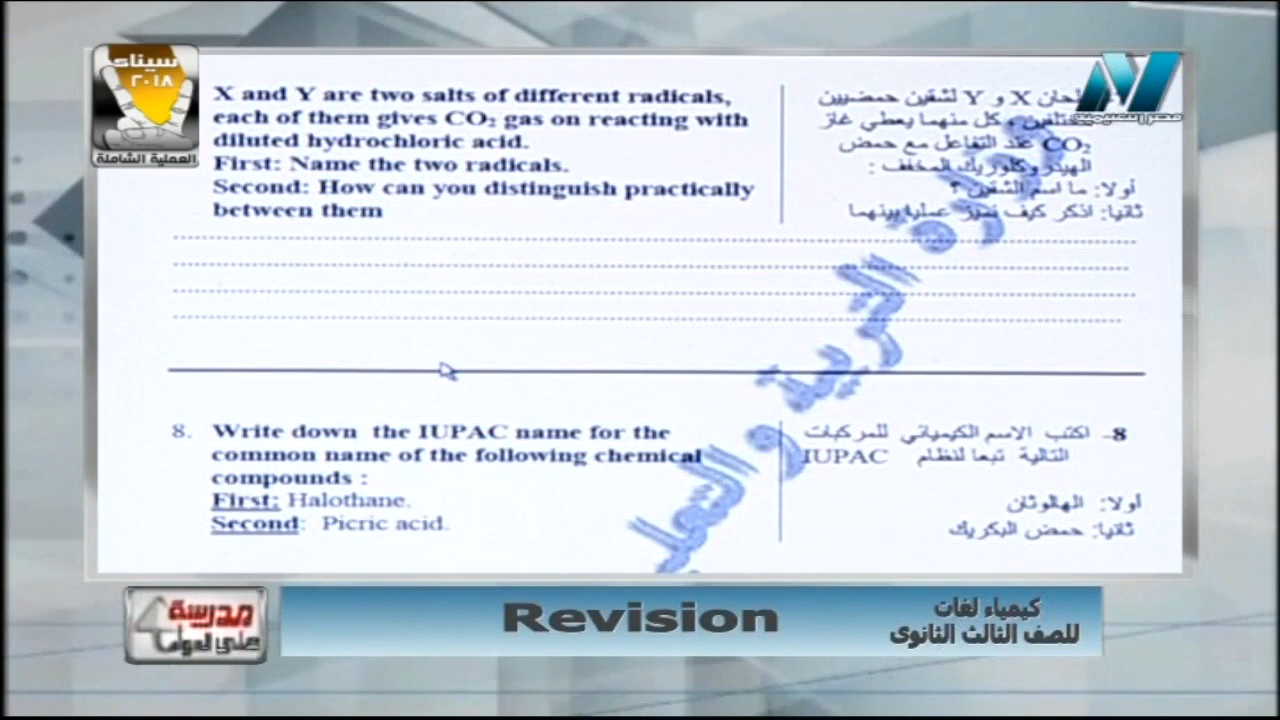 سيناء
٢٠١٨
العملية الشاملة
X and Y are two salts of different radicals,
each of them gives CO₂ gas on reacting with
diluted hydrochloric acid.
First: Name the two radicals.
Second: How can you distinguish practically
between them
X و Y لشقين حمضيين
وكل منهما يعطي غاز
CO₂ عند التفاعل مع حمض
الهيدروكلوريك المخفف :
أولا: ما اسم الشقين ؟
ثانيا: اذكر كيف تميز عمليا بينهما
8. Write down the IUPAC name for the
common name of the following chemical
compounds :
First: Halothane.
Second: Picric acid.
8- اكتب الاسم الكيميائي للمركبات
التالية تبعا لنظام IUPAC
أولا: الهالوثان
ثانيا: حمض البكريك
التربية و التعليم
مدرسة
على الهواء
Revision
كيمياء لغات
للصف الثالث الثانوى